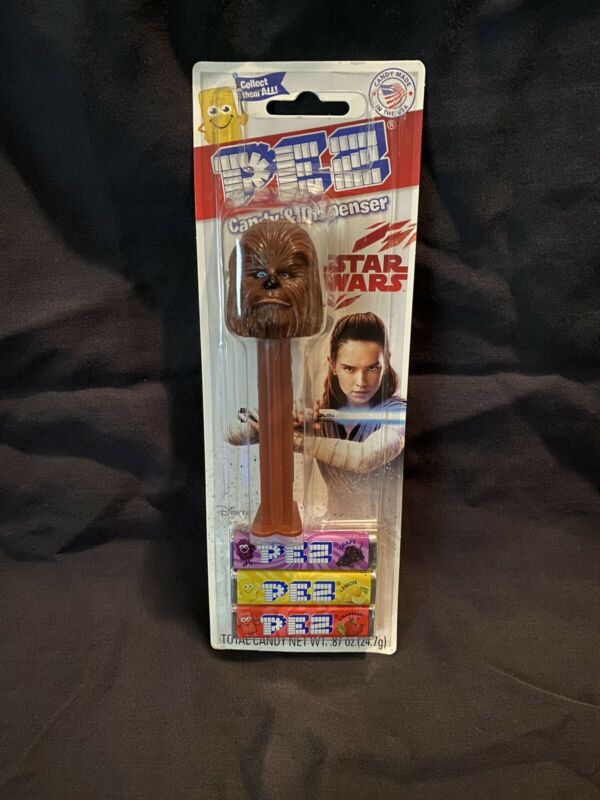 Collect
them ALL!
CANDY MADE
IN THE USA
PEZ®
Candy & Dispenser
STAR
WARS
Disney
PEZ GRAPE
PEZ LEMON
PEZ STRAWBERRY
TOTAL CANDY NET WT. .87 oz.(24.7g)